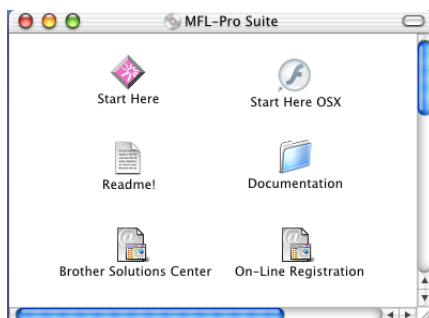 MFL-Pro Suite
Start Here
Start Here OSX
Readme!
Documentation
Brother Solutions Center
On-Line Registration